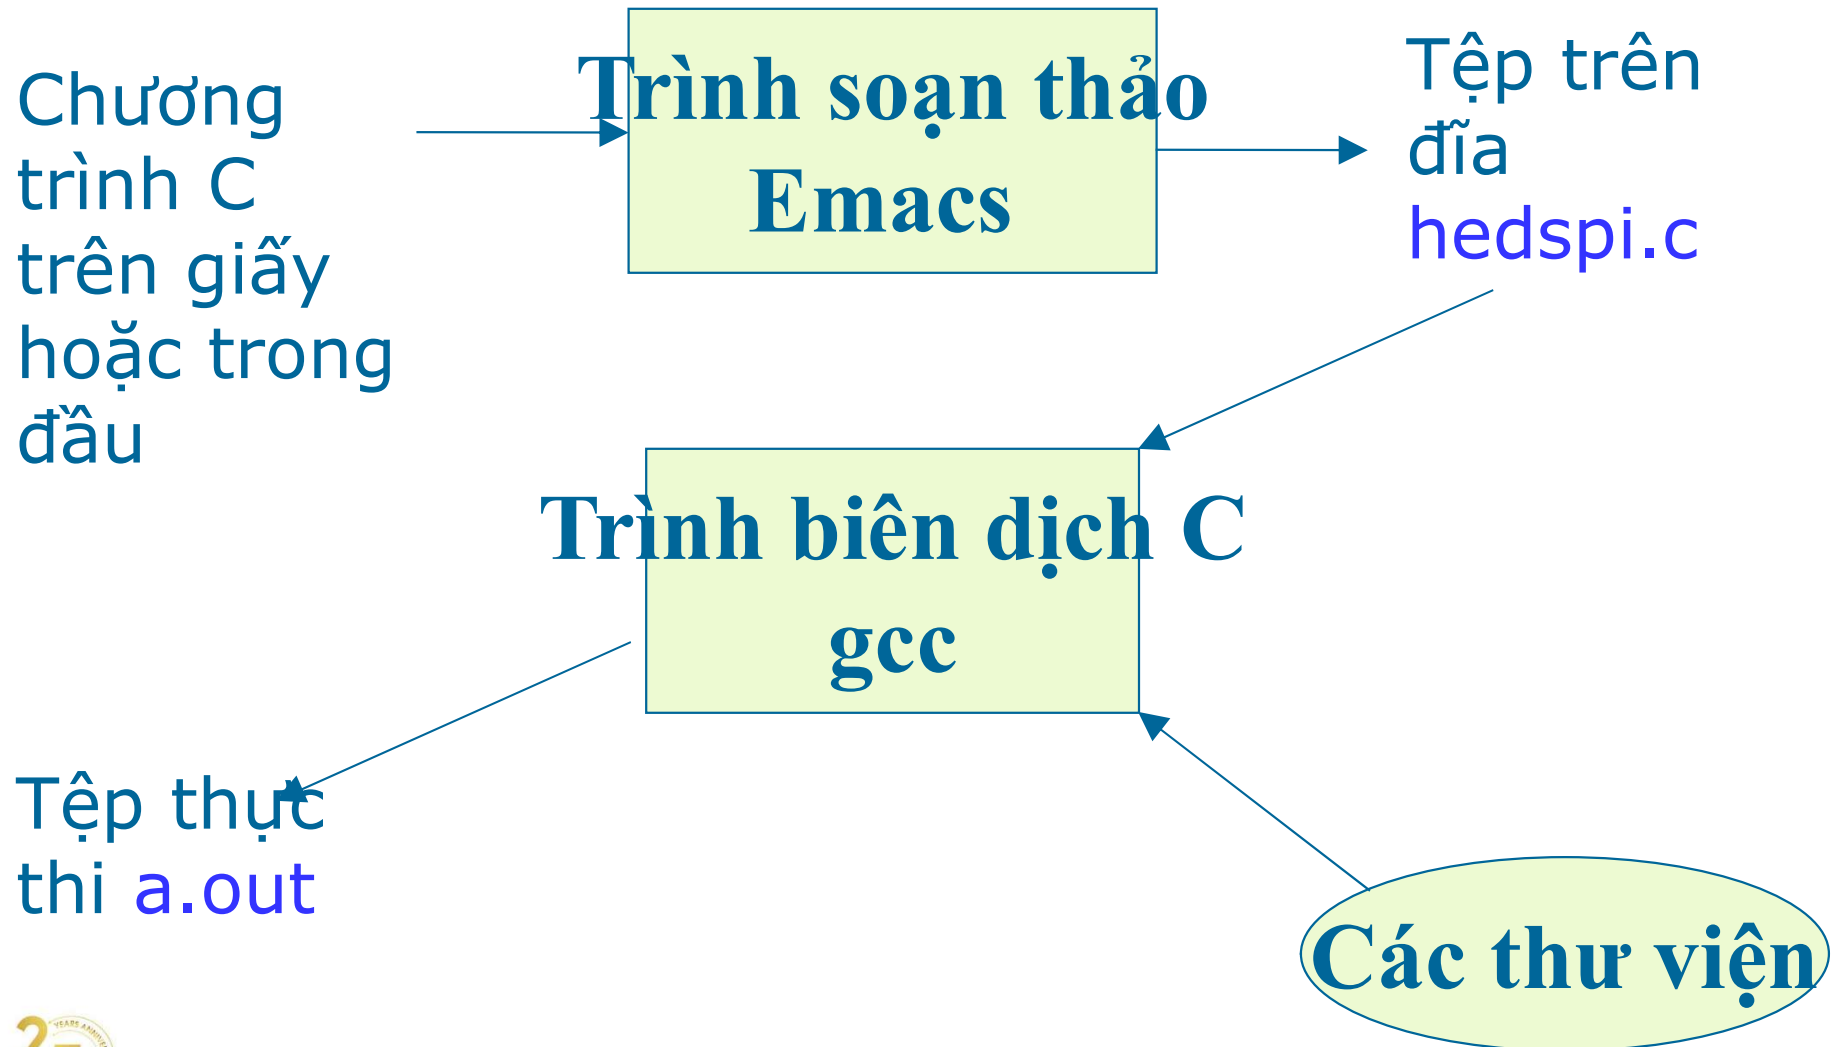 Chương
trình C
trên giấy
hoặc trong
đầu
Trình soạn thảo
Emacs
Tệp trên
đĩa
hedspi.c
Trình biên dịch C
gcc
Tệp thực
thi a.out
Các thư viện